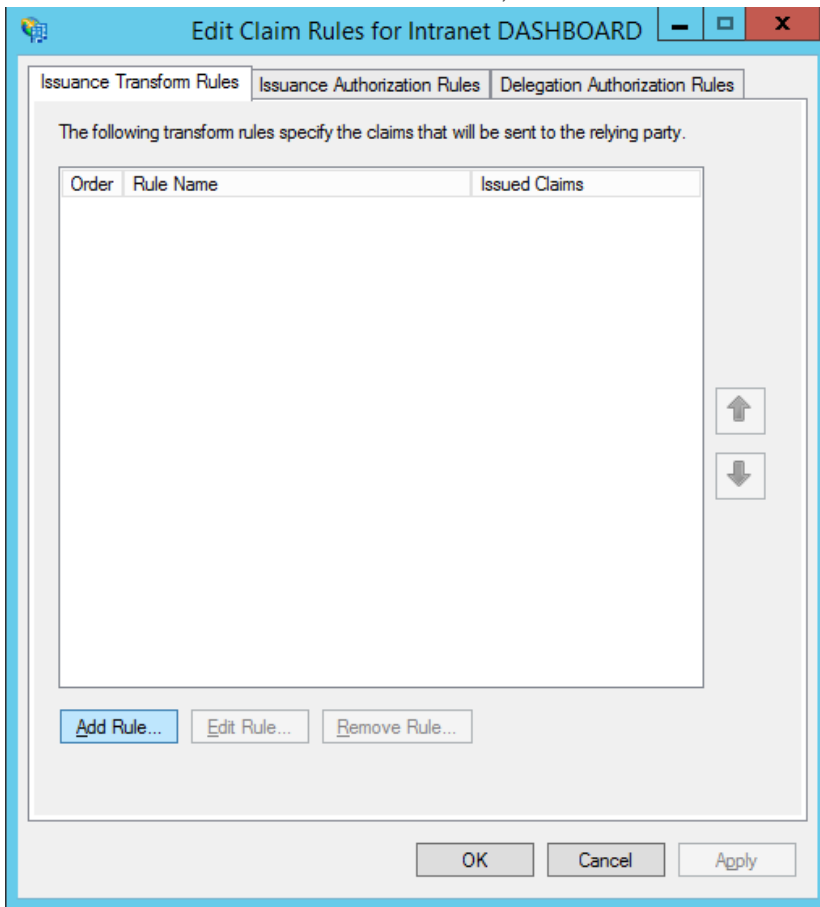 Edit Claim Rules for Intranet DASHBOARD
Issuance Transform Rules Issuance Authorization Rules Delegation Authorization Rules
The following transform rules specify the claims that will be sent to the relying party.
Order Rule Name Issued Claims
Add Rule... Edit Rule... Remove Rule...
OK Cancel Apply